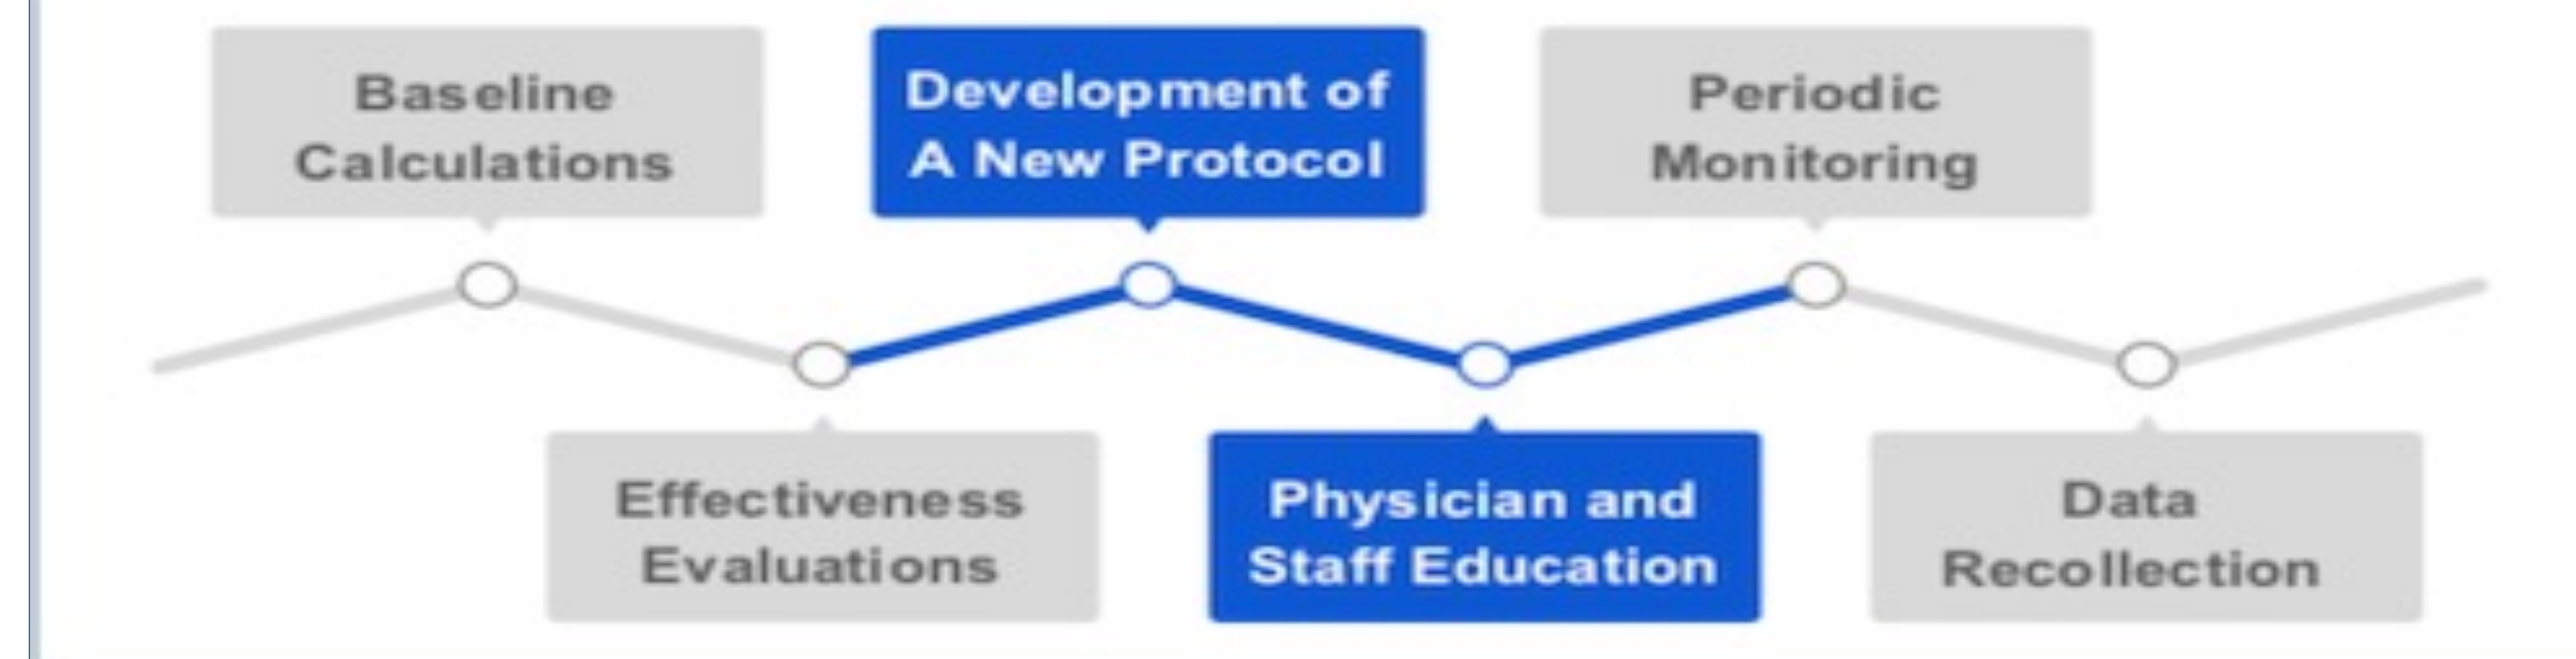 Baseline
Calculations
Development of
A New Protocol
Periodic
Monitoring
Effectiveness
Evaluations
Physician and
Staff Education
Data
Recollection